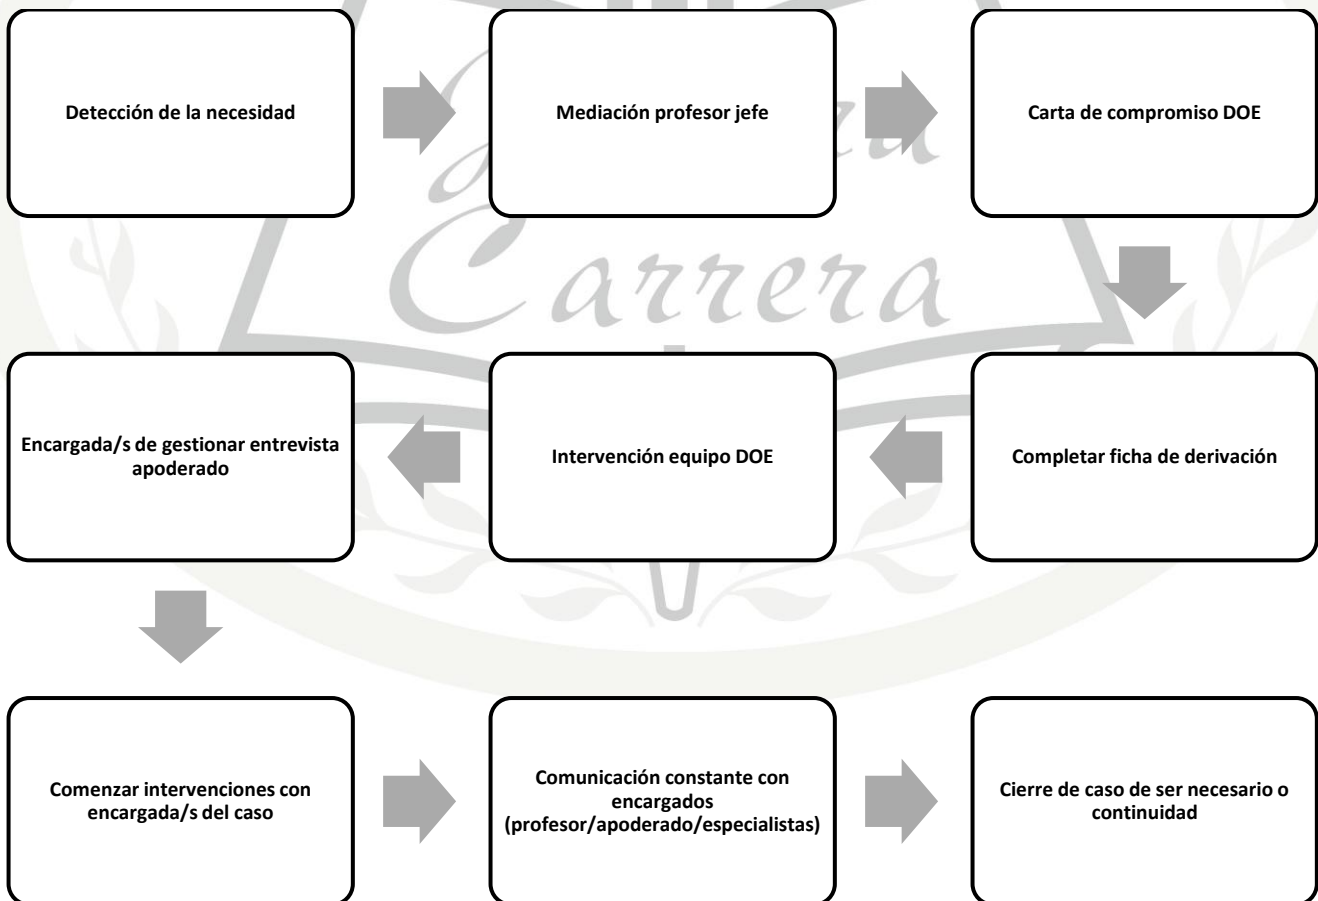 Detección de la necesidad
Mediación profesor jefe
Carta de compromiso DOE
Carrera
Completar ficha de derivación
Intervención equipo DOE
Encargada/s de gestionar entrevista
apoderado
Comenzar intervenciones con
encargada/s del caso
Comunicación constante con
encargados
(profesor/apoderado/especialistas)
Cierre de caso de ser necesario o
continuidad